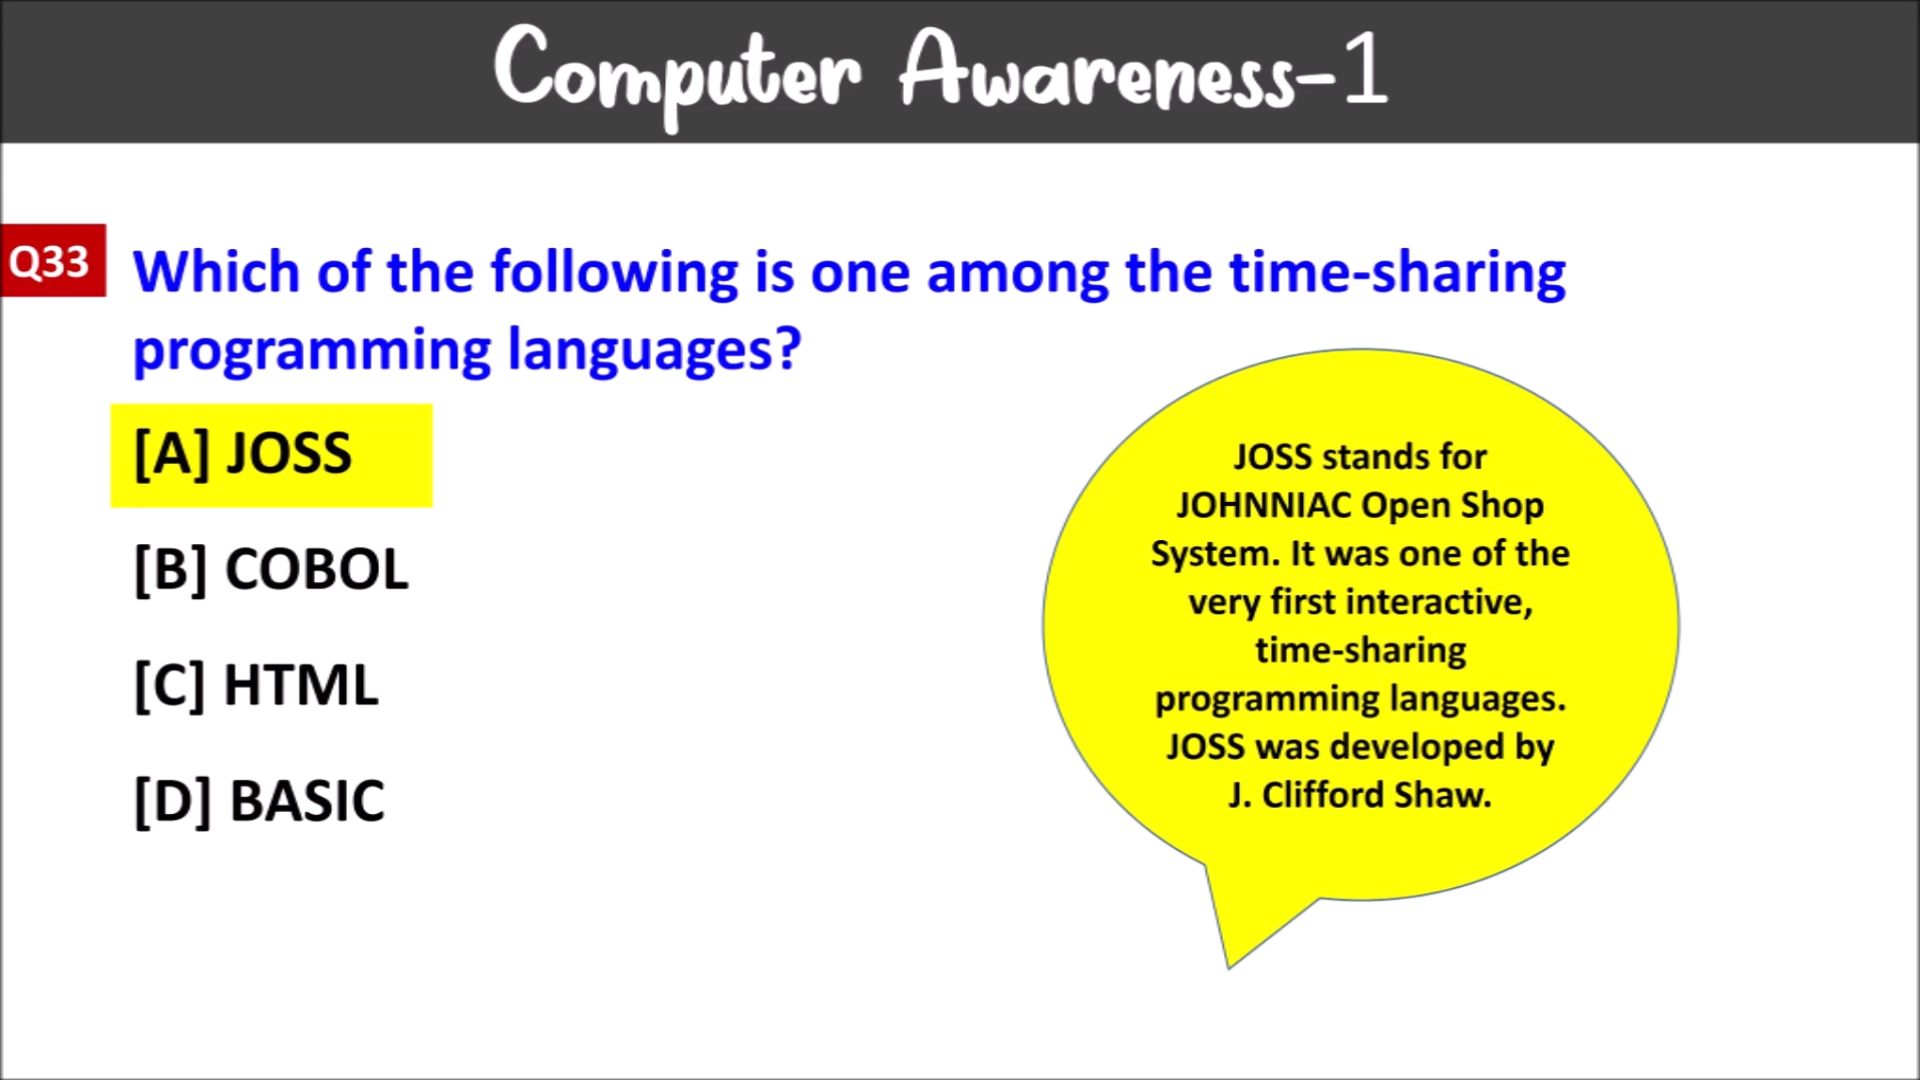 Computer Awareness-1
Q33
Which of the following is one among the time-sharing
programming languages?
[A] JOSS
[B] COBOL
[C] HTML
[D] BASIC
JOSS stands for
JOHNNIAC Open Shop
System. It was one of the
very first interactive,
time-sharing
programming languages.
JOSS was developed by
J. Clifford Shaw.